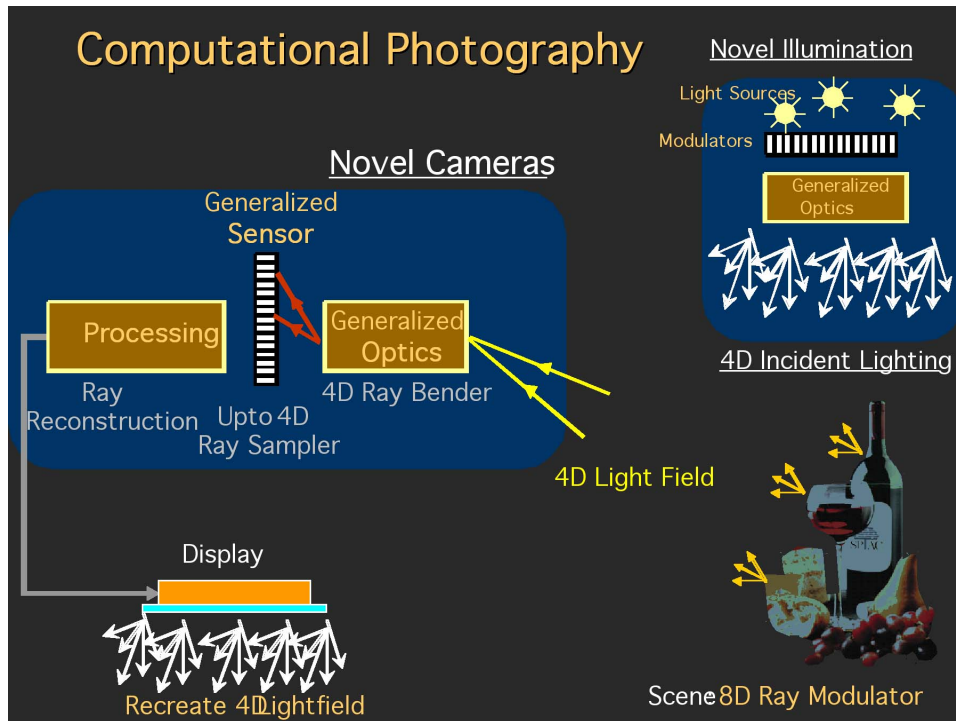 Computational Photography
Novel Illumination
Light Sources
Modulators
Generalized
Optics
4D Incident Lighting
Novel Cameras
Generalized
Sensor
Processing
Generalized
Optics
Ray
Reconstruction
Upto 4D
Ray Sampler
4D Ray Bender
4D Light Field
Display
Recreate 4D Lightfield
Scene: 8D Ray Modulator